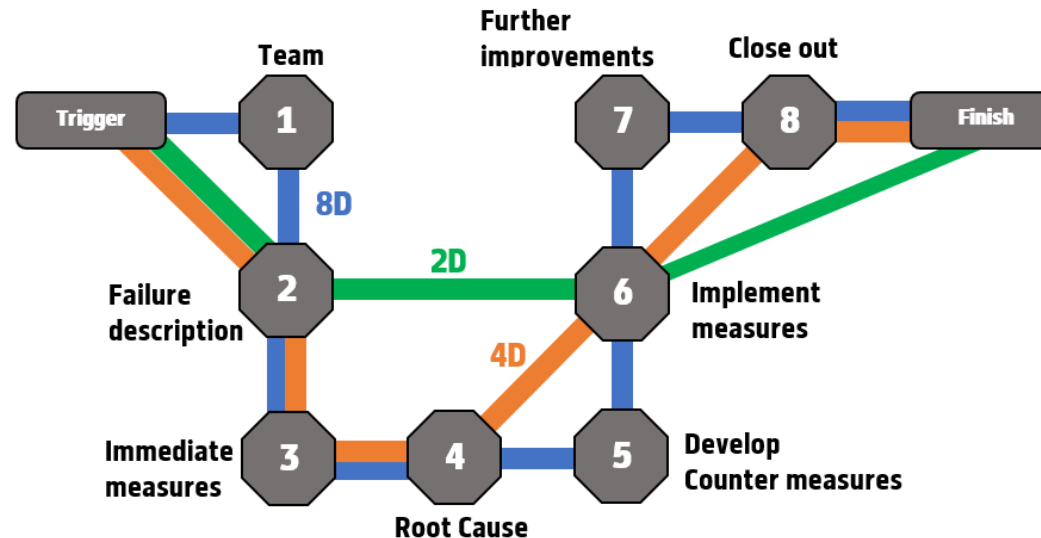 Further
improvements
Close out
Team
Trigger
1
7
8
Finish
8D
2D
2
6
Failure
description
Implement
measures
4D
Immediate
measures
3
4
5
Develop
Counter measures
Root Cause